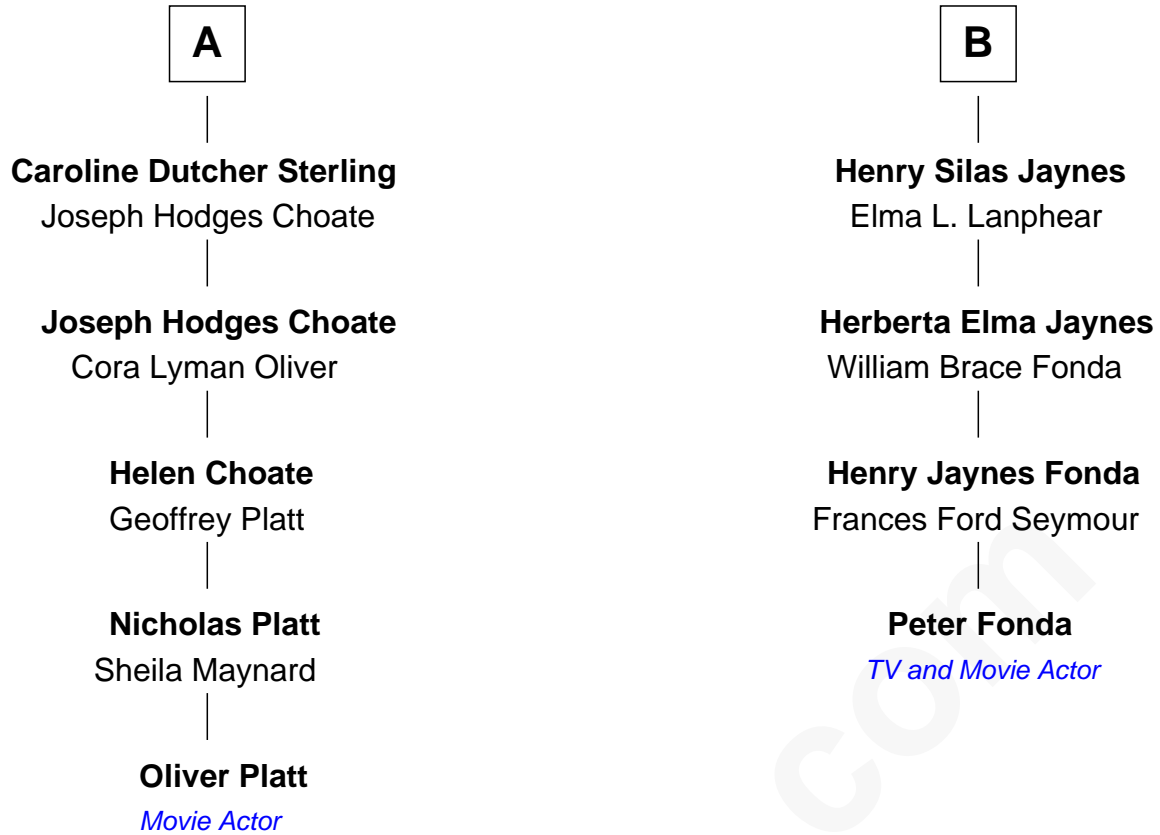 A
Caroline Dutcher Sterling
Joseph Hodges Choate
Joseph Hodges Choate
Cora Lyman Oliver
Helen Choate
Geoffrey Platt
Nicholas Platt
Sheila Maynard
Oliver Platt
Movie Actor
B
Henry Silas Jaynes
Elma L. Lanphear
Herberta Elma Jaynes
William Brace Fonda
Henry Jaynes Fonda
Frances Ford Seymour
Peter Fonda
TV and Movie Actor
com